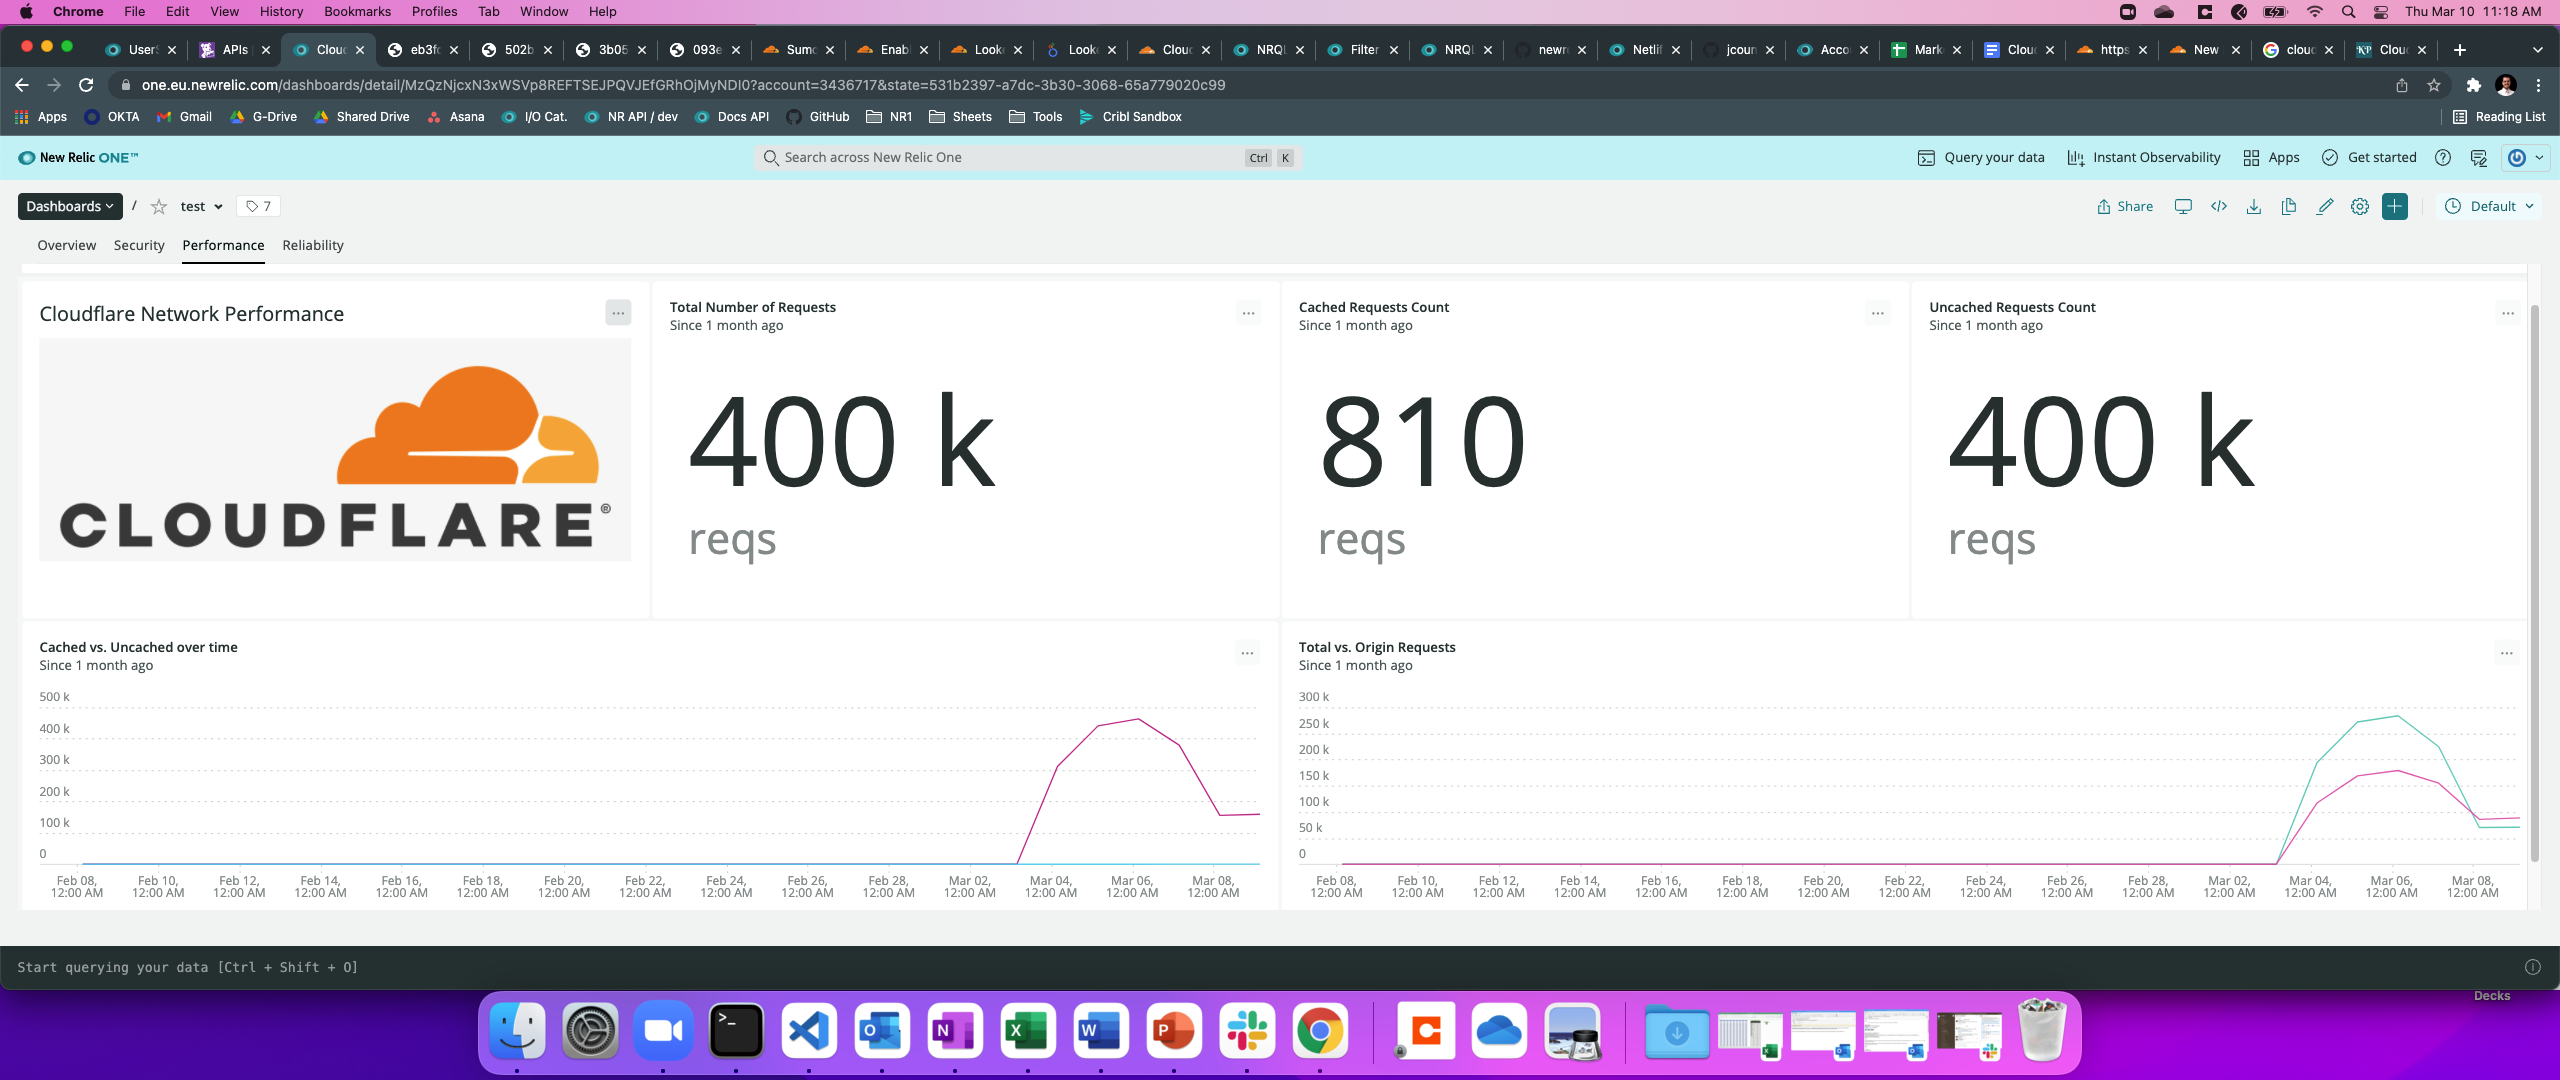 Chrome File Edit View History Bookmarks Profiles Tab Window Help Thu Mar 10 11:18 AM
User: APIs Clou eb3f 502b 3b05 093e Sumo Enab Look Look Clou NRQL Filter NRQL newr Netlif jcour Acco Mark Clou https New cloud Clou
one.eu.newrelic.com/dashboards/detail/MzQzNjcxN3xWSVp8REFTSEJPQVJEfGRhOjMyNDI0?account=3436717&state=531b2397-a7dc-3b30-3068-65a779020c99
Apps OKTA Gmail G-Drive Shared Drive Asana I/O Cat. NR API / dev Docs API GitHub NR1 Sheets Tools Cribl Sandbox Reading List
New Relic ONE™ Search across New Relic One Ctrl K Query your data Instant Observability Apps Get started
Dashboards / test 7 Share Default
Overview Security Performance Reliability
Cloudflare Network Performance
CLOUDFLARE®
Total Number of Requests
Since 1 month ago
400 k
reqs
Cached Requests Count
Since 1 month ago
810
reqs
Uncached Requests Count
Since 1 month ago
400 k
reqs
Cached vs. Uncached over time
Since 1 month ago
500 k
400 k
300 k
200 k
100 k
0
Feb 08, Feb 10, Feb 12, Feb 14, Feb 16, Feb 18, Feb 20, Feb 22, Feb 24, Feb 26, Feb 28, Mar 02, Mar 04, Mar 06, Mar 08,
12:00 AM 12:00 AM 12:00 AM 12:00 AM 12:00 AM 12:00 AM 12:00 AM 12:00 AM 12:00 AM 12:00 AM 12:00 AM 12:00 AM 12:00 AM 12:00 AM 12:00 AM
Total vs. Origin Requests
Since 1 month ago
300 k
250 k
200 k
150 k
100 k
50 k
0
Feb 08, Feb 10, Feb 12, Feb 14, Feb 16, Feb 18, Feb 20, Feb 22, Feb 24, Feb 26, Feb 28, Mar 02, Mar 04, Mar 06, Mar 08,
12:00 AM 12:00 AM 12:00 AM 12:00 AM 12:00 AM 12:00 AM 12:00 AM 12:00 AM 12:00 AM 12:00 AM 12:00 AM 12:00 AM 12:00 AM 12:00 AM 12:00 AM
Start querying your data [Ctrl + Shift + O]
Decks